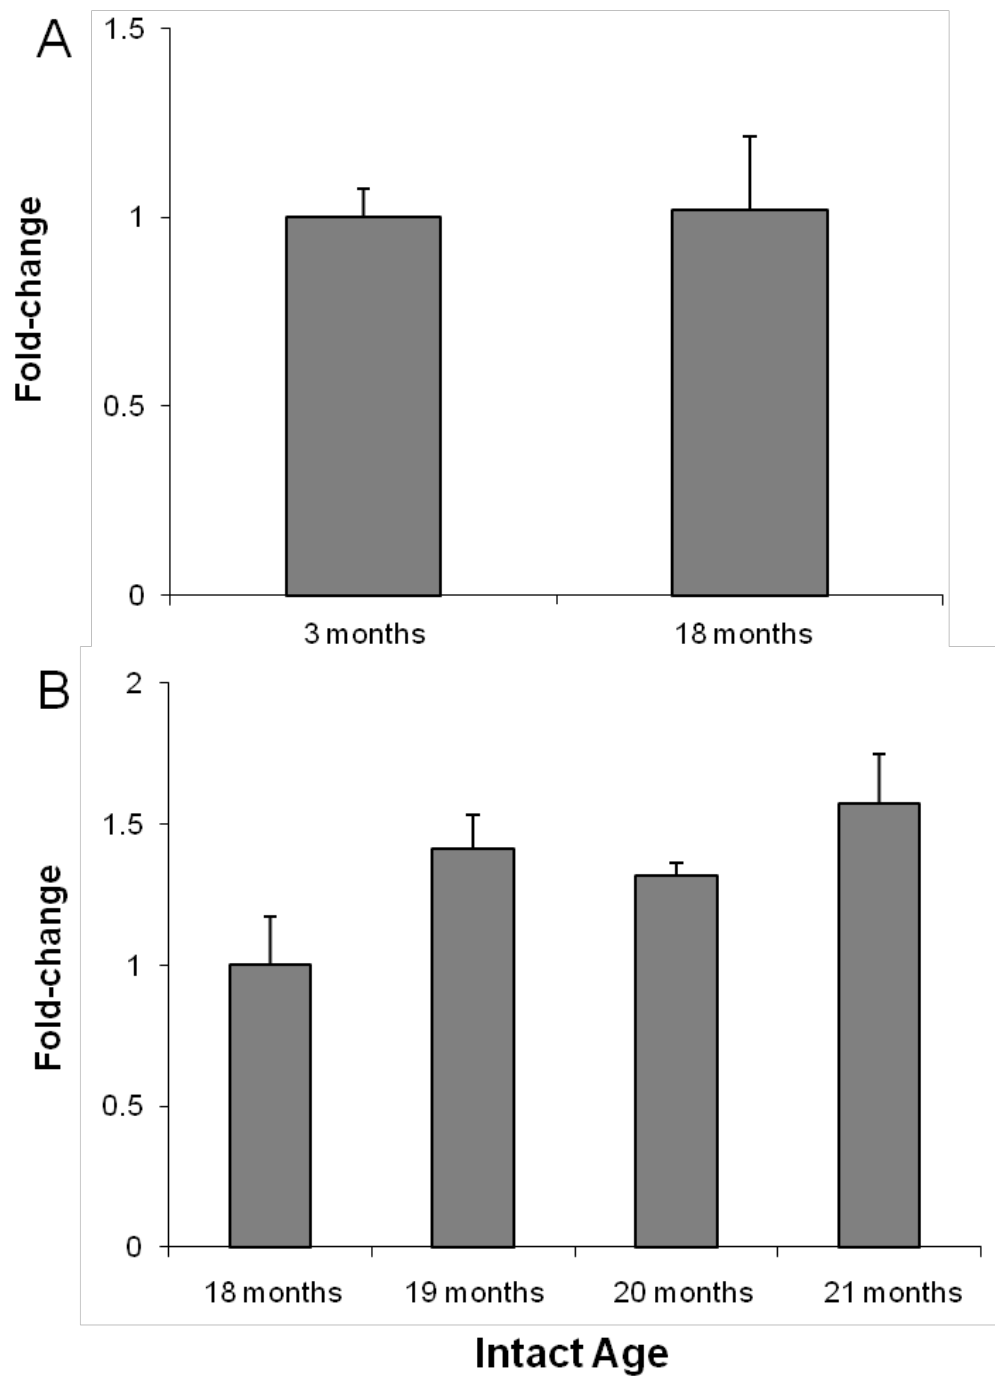 A
1.5
1
0.5
0
Fold-change
3 months
18 months
B
2
1.5
1
0.5
0
Fold-change
18 months
19 months
20 months
21 months
Intact Age